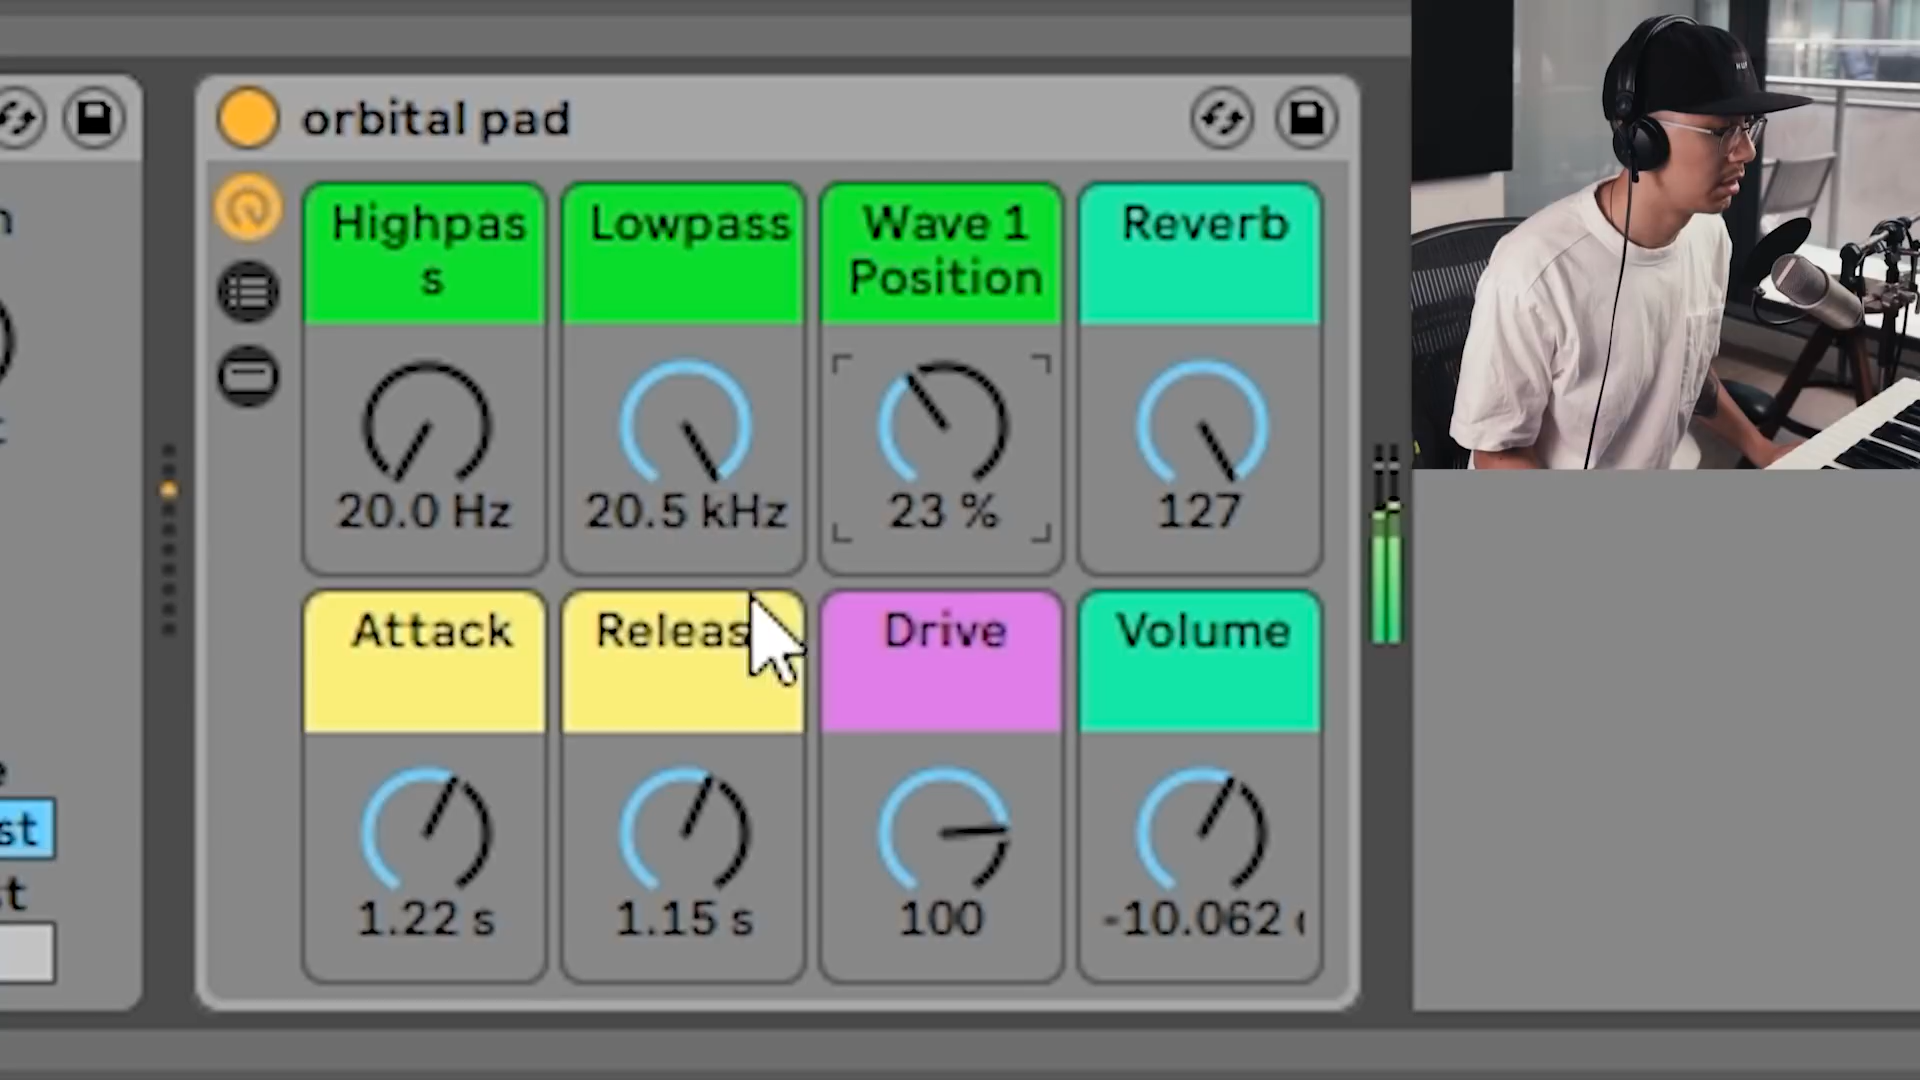 orbital pad
Highpas
s
Lowpass
Wave 1
Position
Reverb
20.0 Hz
20.5 kHz
23 %
127
Attack
Releas
Drive
Volume
1.22 s
1.15 s
100
-10.062
st
HUF